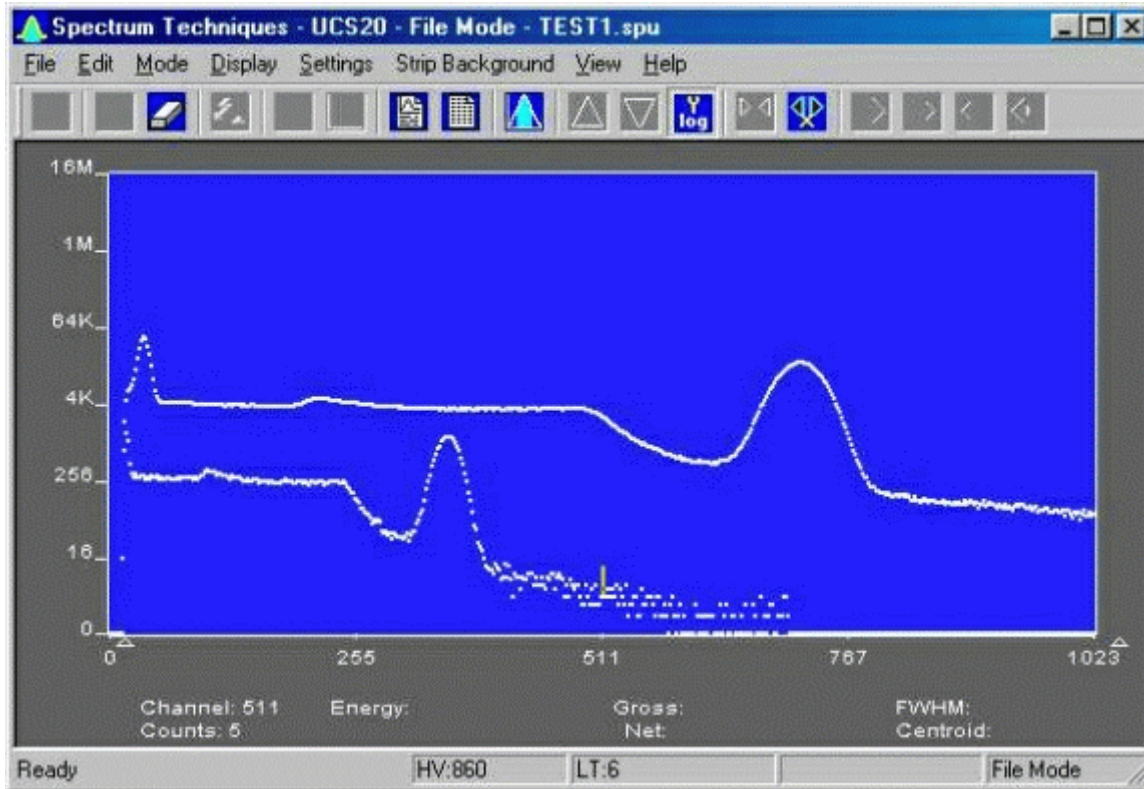 Spectrum Techniques - UCS20 - File Mode - TEST1.spu
File Edit Mode Display Settings Strip Background View Help
Y log
16M
1M
64K
4K
256
16
0
0 255 511 767 1023
Channel: 511 Energy: Gross: FWHM:
Counts: 5 Net: Centroid:
Ready HV:860 LT:6 File Mode